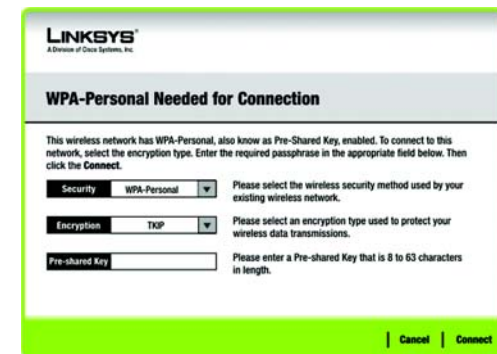 LINKSYS®
A Division of Cisco Systems, Inc.
WPA-Personal Needed for Connection
This wireless network has WPA-Personal, also know as Pre-Shared Key, enabled. To connect to this
network, select the encryption type. Enter the required passphrase in the appropriate field below. Then
click the Connect.
Security WPA-Personal Please select the wireless security method used by your
existing wireless network.
Encryption TKIP Please select an encryption type used to protect your
wireless data transmissions.
Pre-shared Key Please enter a Pre-shared Key that is 8 to 63 characters
in length.
Cancel Connect